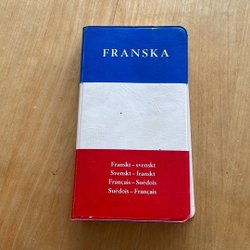 FRANSKA
Franskt – svenskt
Svenskt – franskt
Français – Suédois
Suédois – Français